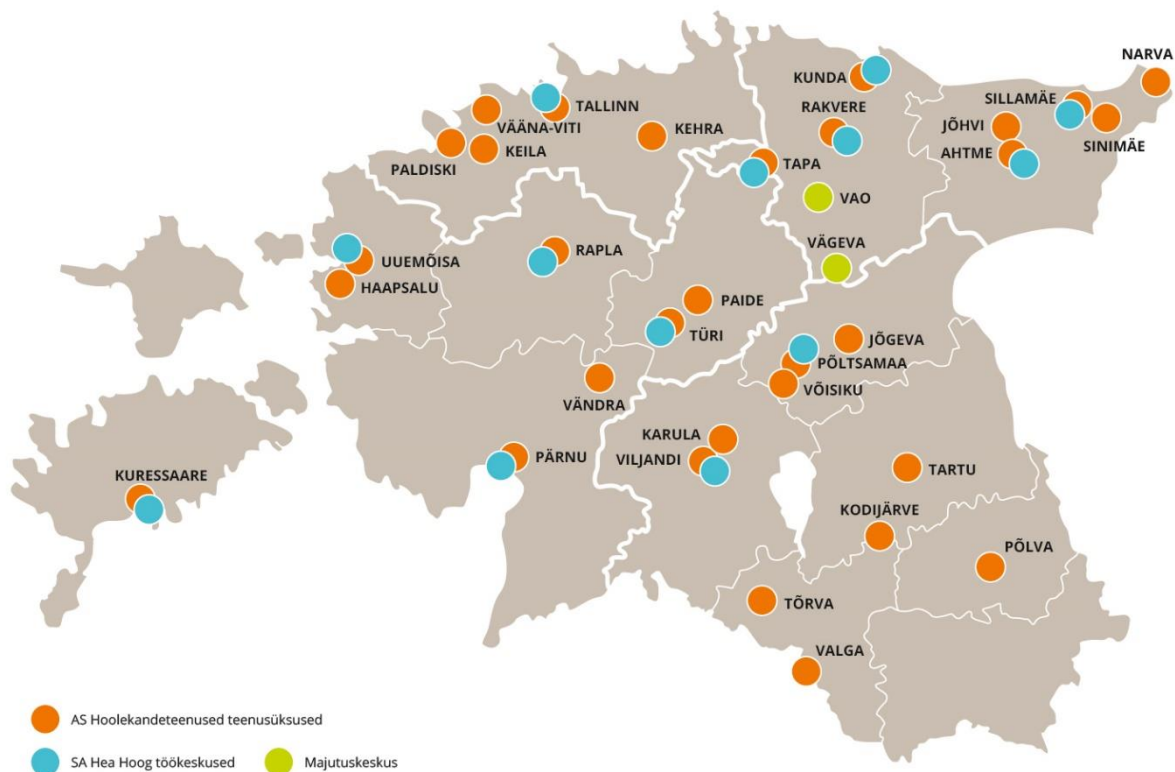 NARVA
KUNDA
SILLAMÄE
TALLINN
RAKVERE
JÕHVI
SINIMÄE
VÄÄNA-VITI
KEHRA
KEILA
AHTME
PALDISKI
TAPA
VAO
VÄGEVA
RAPLA
UUEMÕISA
HAAPSALU
PAIDE
TÜRI
JÕGEVA
PÕLTSAMAA
VÕISIKU
VÄNDRA
KARULA
VILJANDI
PÄRNU
TARTU
KURESSAARE
KODIJÄRVE
PÕLVA
TÕRVA
VALGA
AS Hoolekandeteenused teenusüksused
SA Hea Hoog töökeskused
Majutuskeskus